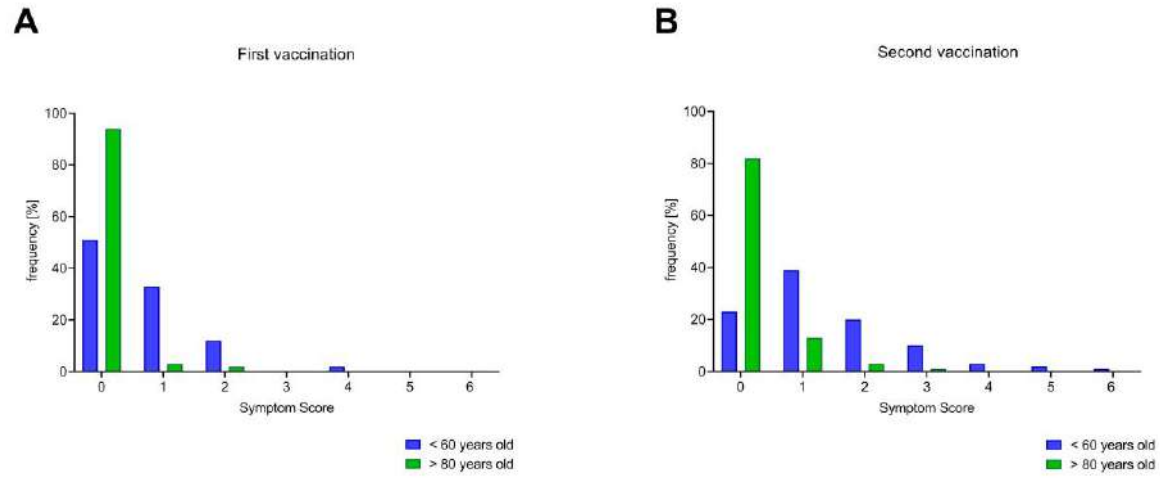 A
First vaccination
100
80
60
40
20
0
frequency [%]
0 1 2 3 4 5 6
Symptom Score
< 60 years old
> 80 years old
B
Second vaccination
100
80
60
40
20
0
frequency [%]
0 1 2 3 4 5 6
Symptom Score
< 60 years old
> 80 years old